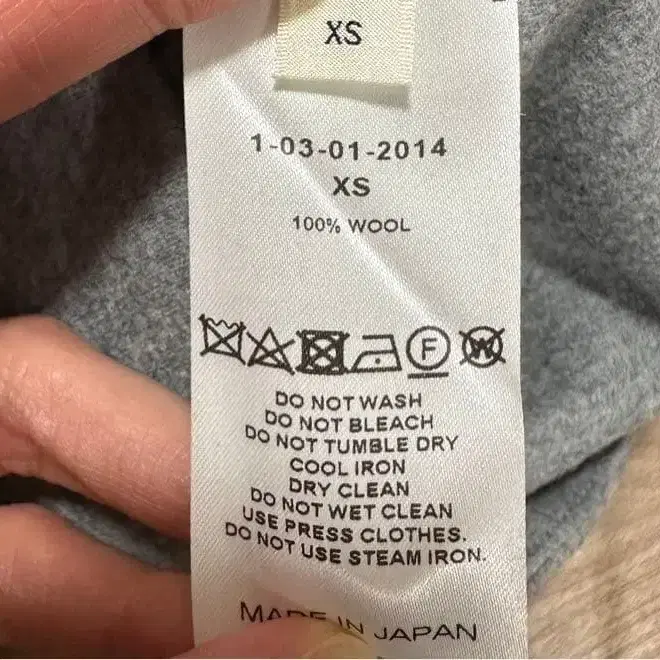 XS
1-03-01-2014
XS
100% WOOL
F W
DO NOT WASH
DO NOT BLEACH
DO NOT TUMBLE DRY
COOL IRON
DRY CLEAN
DO NOT WET CLEAN
USE PRESS CLOTHES.
DO NOT USE STEAM IRON.
MADE IN JAPAN